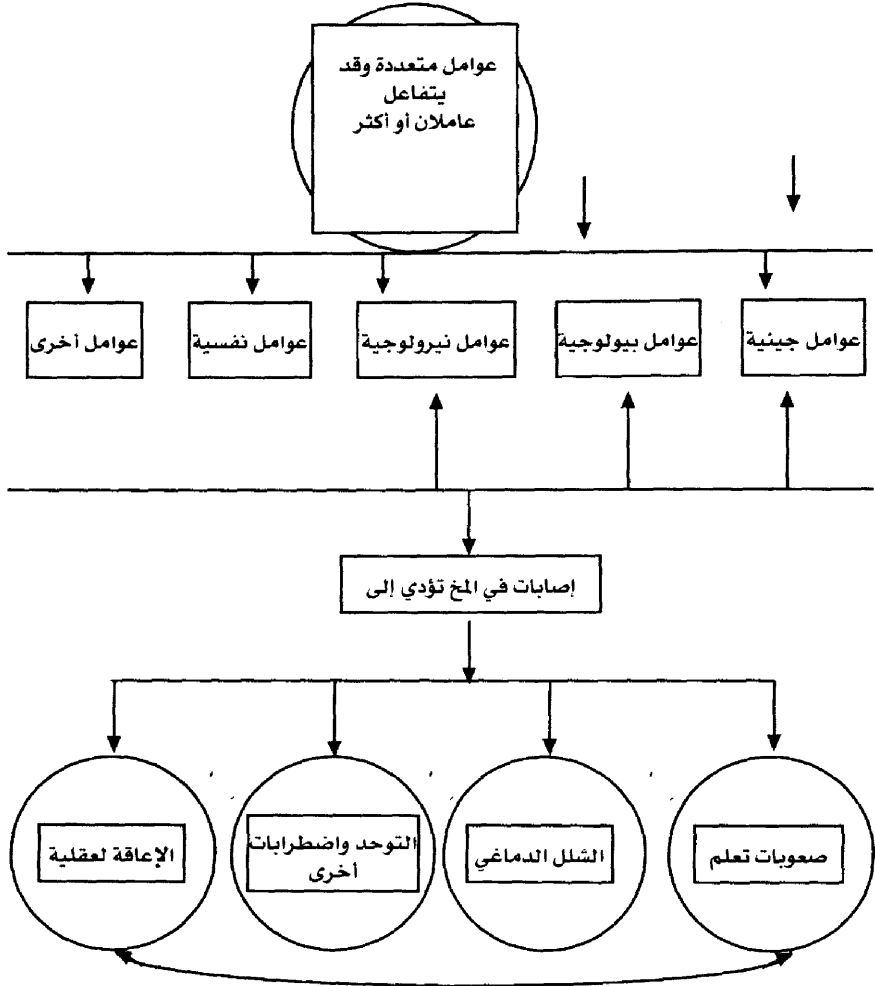 عوامل متعددة وقد
يتفاعل
عاملان أو أكثر
عوامل جينية
عوامل بيولوجية
عوامل نيرولوجية
عوامل نفسية
عوامل أخرى
إصابات في المخ تؤدي إلى
صعوبات تعلم
الشلل الدماغي
التوحد واضطرابات
أخرى
الإعاقة لعقلية